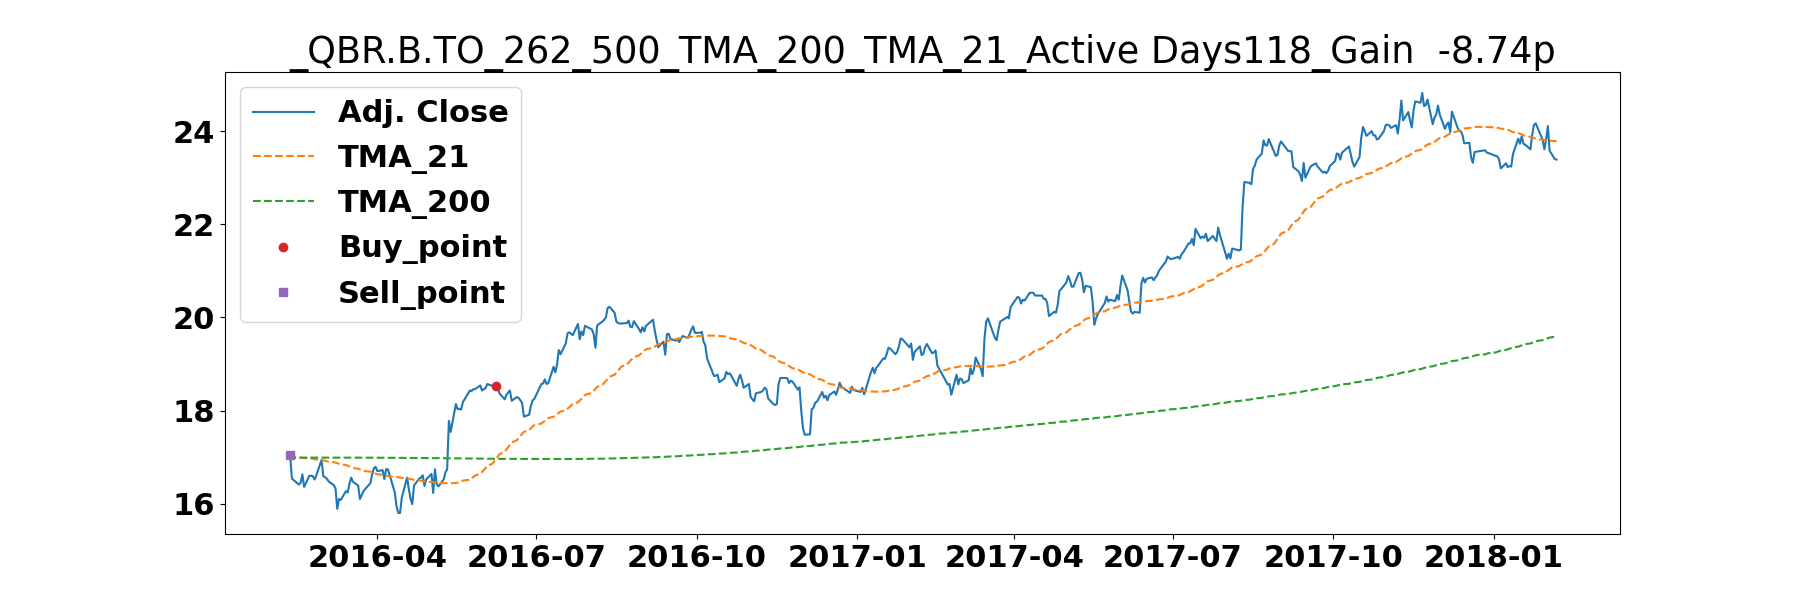 _QBR.B.TO_262_500_TMA_200_TMA_21_Active Days118_Gain  -8.74p
Adj. Close
TMA_21
TMA_200
Buy_point
Sell_point
24
22
20
18
16
2016-04 2016-07 2016-10 2017-01 2017-04 2017-07 2017-10 2018-01